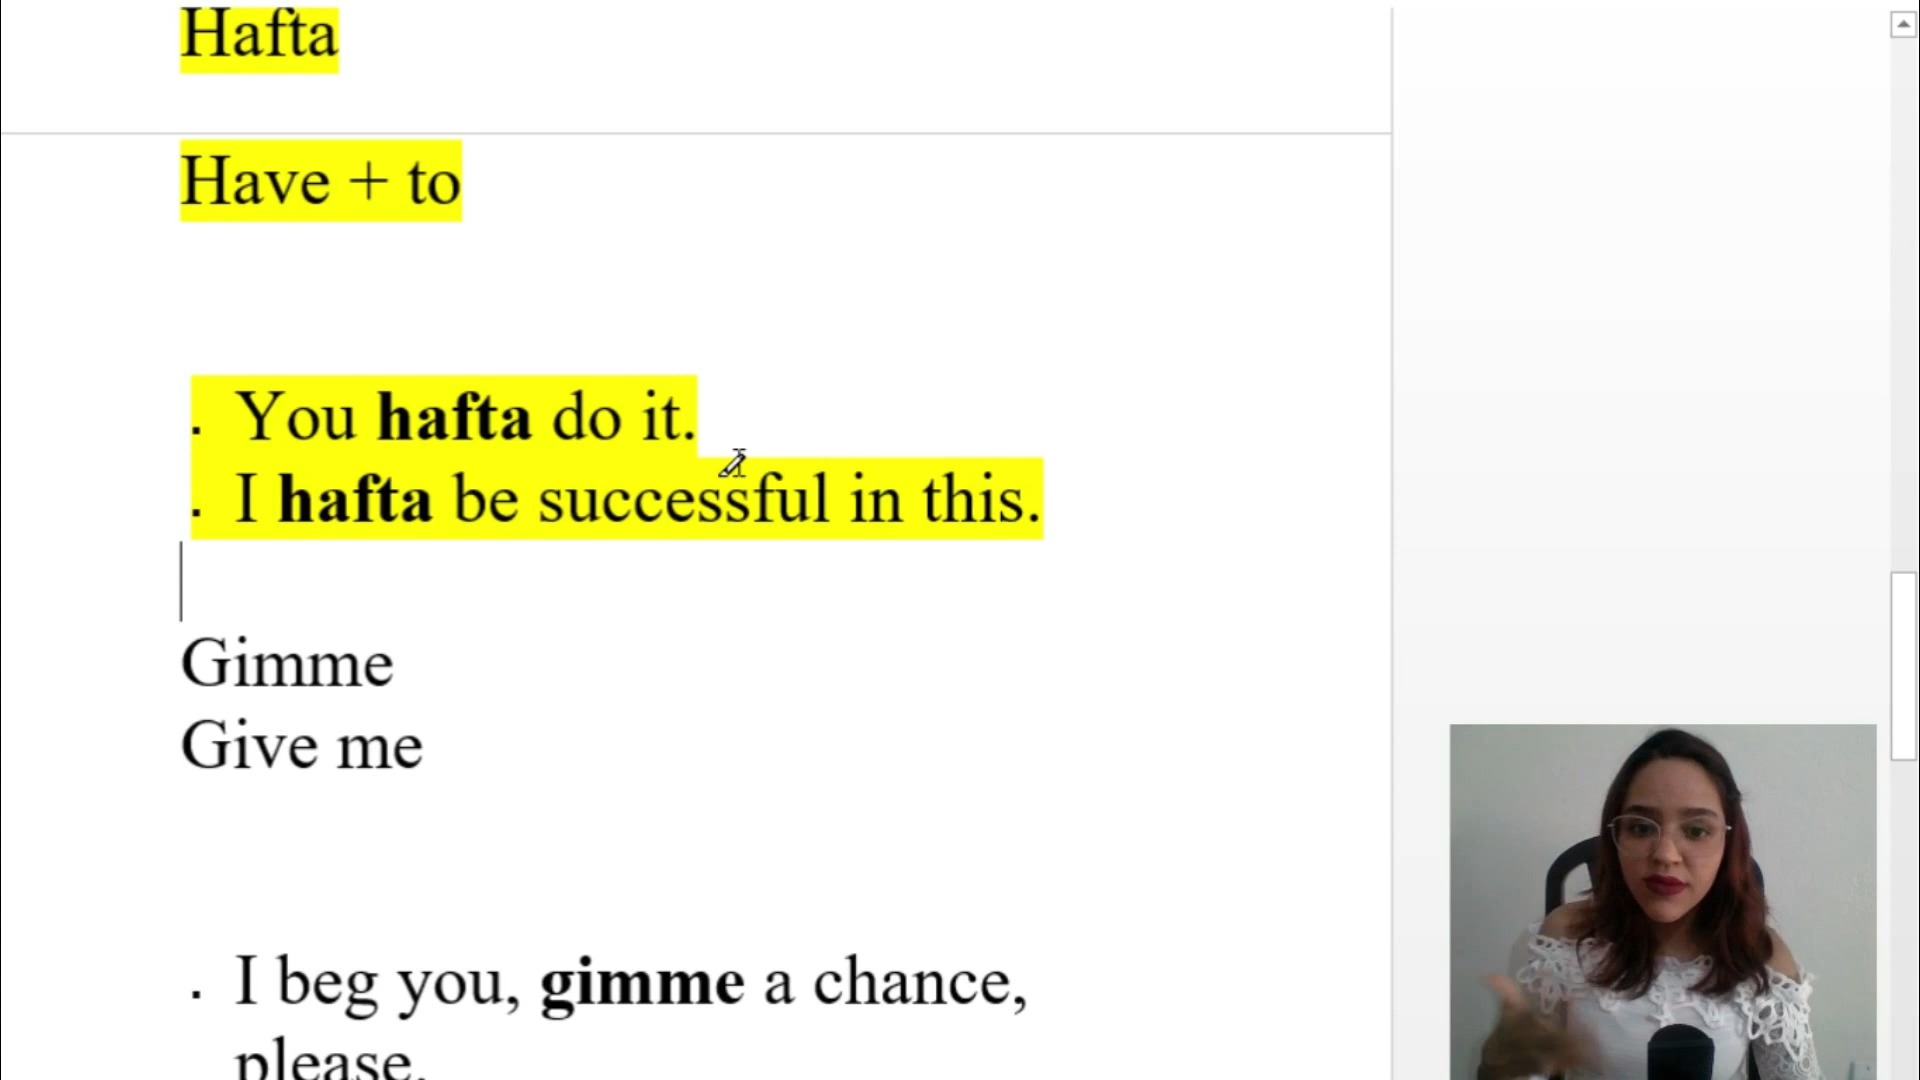 Hafta
Have + to
. You hafta do it.
. I hafta be successful in this.
Gimme
Give me
. I beg you, gimme a chance,
please.